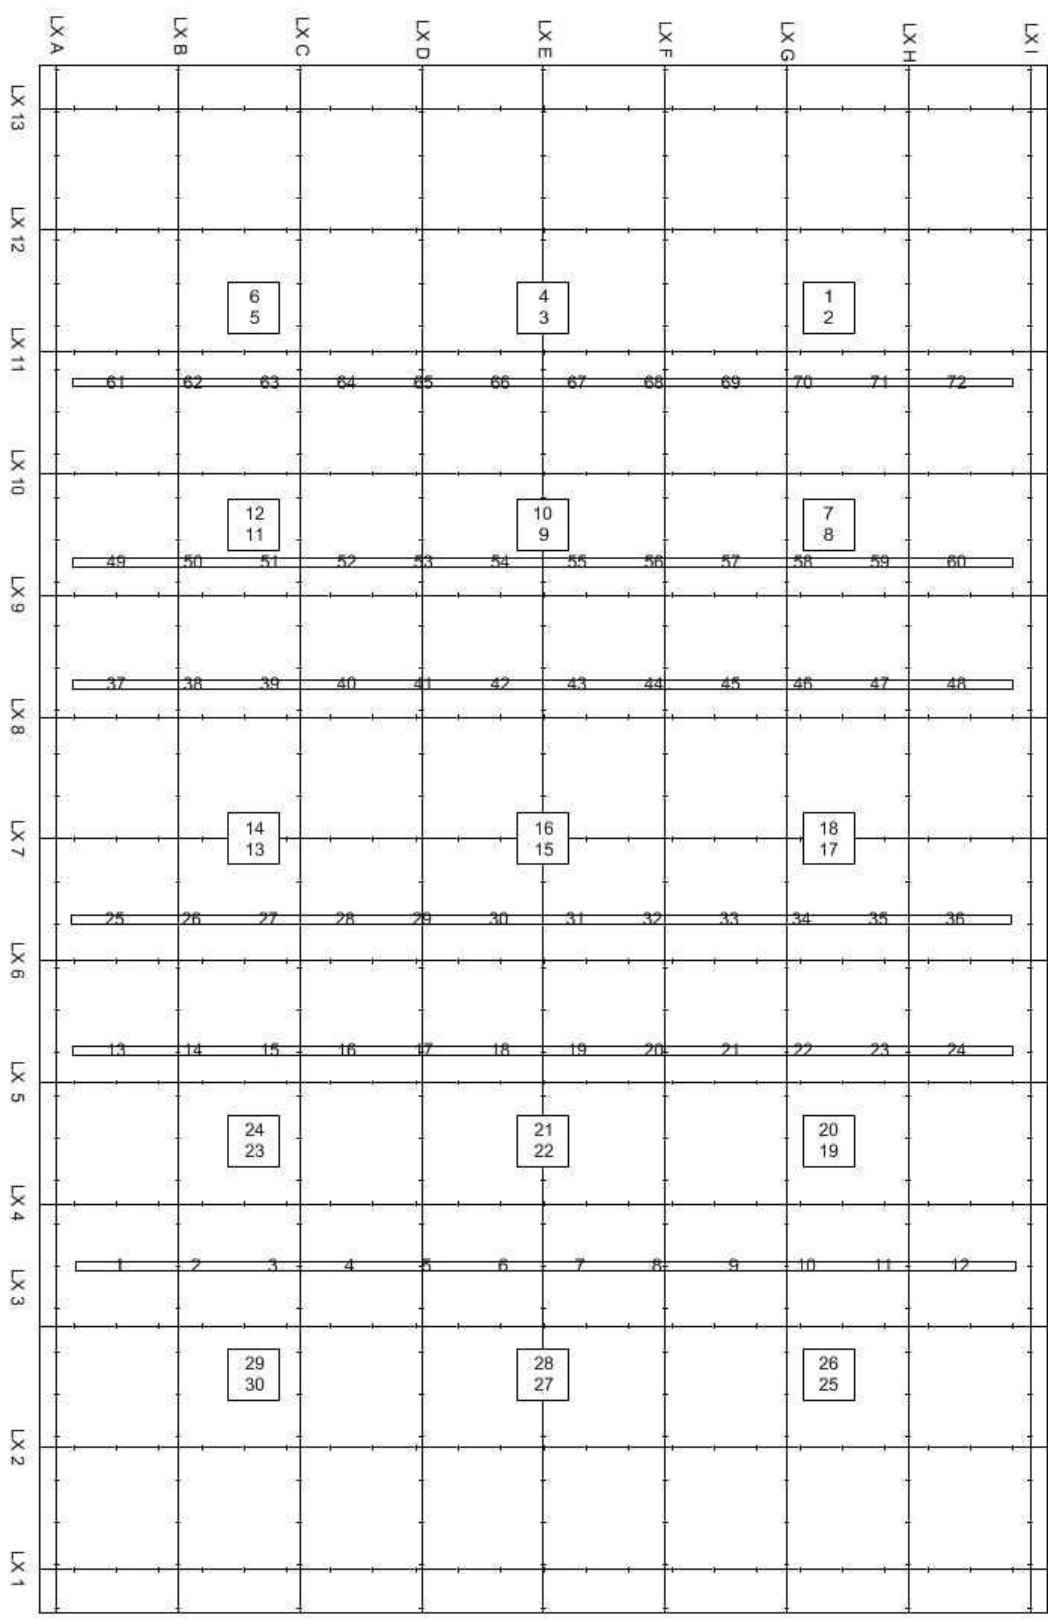 LX A LX B LX C LX D LX E LX F LX G LX H LX I
LX 13
LX 12
6 4 1
5 3 2
LX 11
61 62 63 64 65 66 67 68 69 70 71 72
LX 10
12 10 7
11 9 8
49 50 51 52 53 54 55 56 57 58 59 60
LX 9
37 38 39 40 41 42 43 44 45 46 47 48
LX 8
14 16 18
LX 7
13 15 17
25 26 27 28 29 30 31 32 33 34 35 36
LX 6
13 14 15 16 17 18 19 20 21 22 23 24
LX 5
24 21 20
23 22 19
LX 4
1 2 3 4 5 6 7 8 9 10 11 12
LX 3
29 28 26
30 27 25
LX 2
LX 1